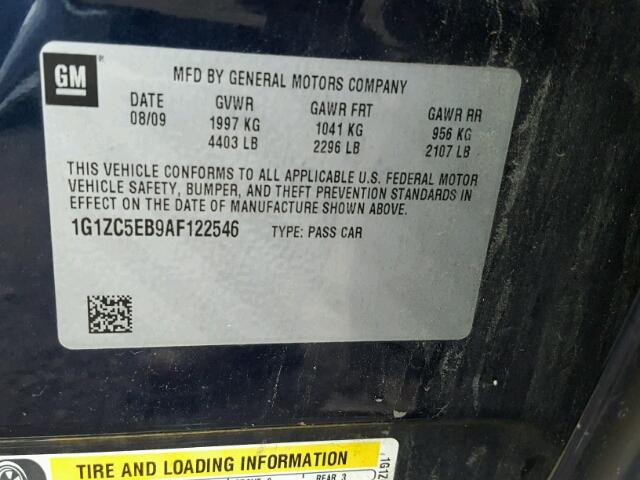 GM
MFD BY GENERAL MOTORS COMPANY
DATE GVWR GAWR FRT GAWR RR
08/09 1997 KG 1041 KG 956 KG
4403 LB 2296 LB 2107 LB
THIS VEHICLE CONFORMS TO ALL APPLICABLE U.S. FEDERAL MOTOR
VEHICLE SAFETY, BUMPER, AND THEFT PREVENTION STANDARDS IN
EFFECT ON THE DATE OF MANUFACTURE SHOWN ABOVE.
1G1ZC5EB9AF122546 TYPE: PASS CAR
TIRE AND LOADING INFORMATION
REAR 3
1G1Z